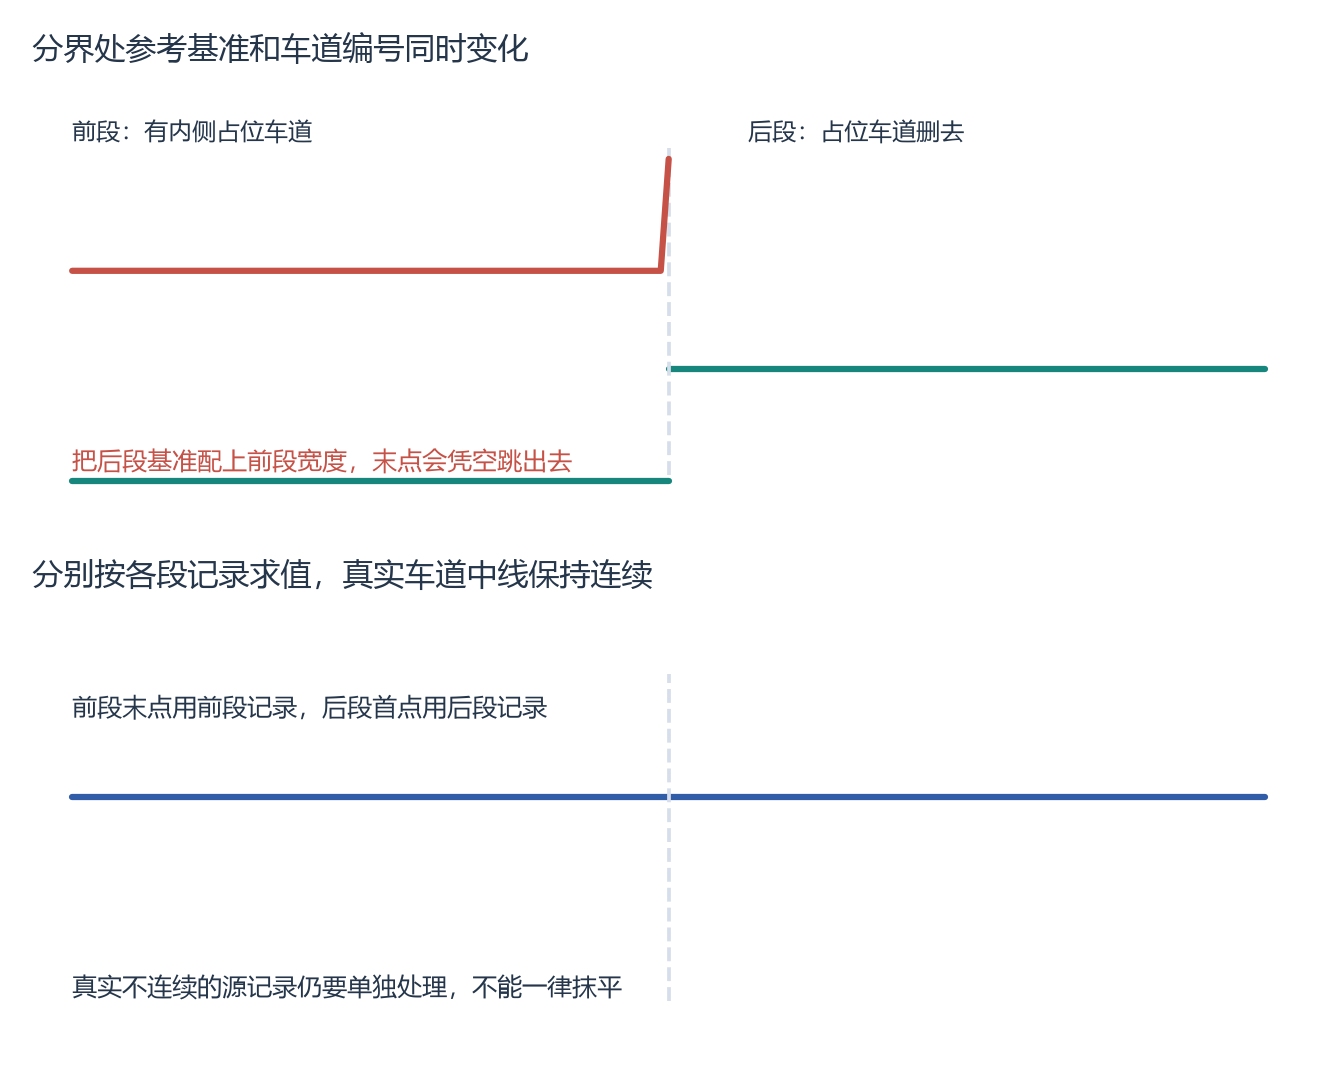 分界处参考基准和车道编号同时变化
前段：有内侧占位车道
后段：占位车道删去
把后段基准配上前段宽度，末点会凭空跳出去
分别按各段记录求值，真实车道中线保持连续
前段末点用前段记录，后段首点用后段记录
真实不连续的源记录仍要单独处理，不能一律抹平